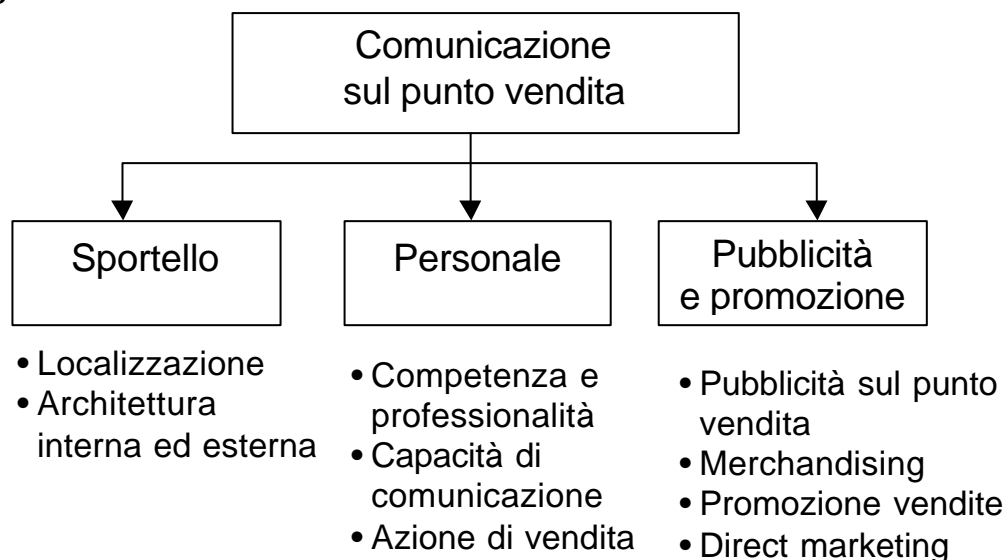 Comunicazione
sul punto vendita
Sportello
Personale
Pubblicità
e promozione
• Localizzazione
• Architettura
interna ed esterna
• Competenza e
professionalità
• Capacità di
comunicazione
• Azione di vendita
• Pubblicità sul punto
vendita
• Merchandising
• Promozione vendite
• Direct marketing